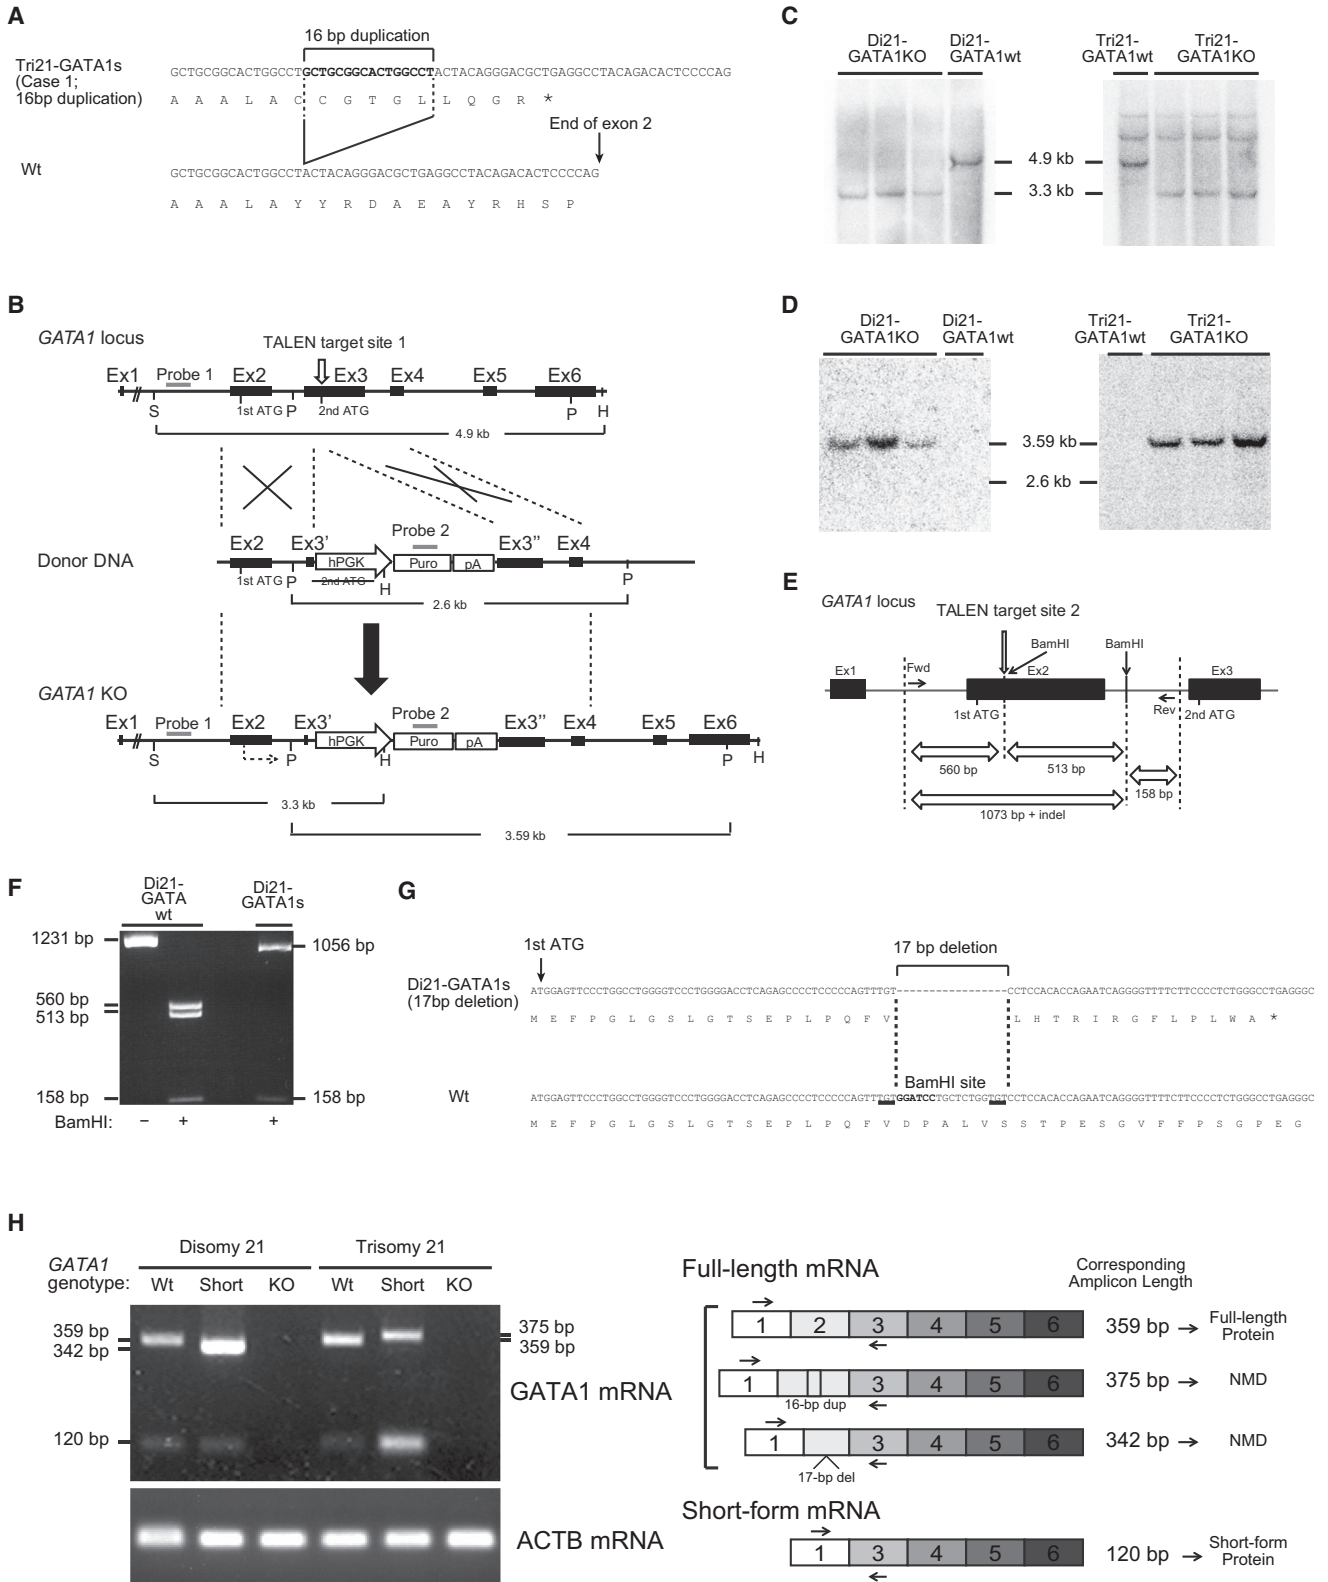 A
16 bp duplication
Tri21-GATA1s
(Case 1;
16bp duplication)
GCTGCGGCACTGGCCTGCTGCGGCACTGGCCTACTACAGGGACGCTGAGGCCTACAGACACTCCCCAG
A A A L A C C G T G L L Q G R *
End of exon 2
Wt
GCTGCGGCACTGGCCTACTACAGGGACGCTGAGGCCTACAGACACTCCCCAG
A A A L A Y Y R D A E A Y R H S P
B
GATA1 locus
TALEN target site 1
Ex1 Probe 1 Ex2 Ex3 Ex4 Ex5 Ex6
S 1st ATG P 2nd ATG P H
4.9 kb
Donor DNA
Probe 2
Ex2 Ex3' hPGK Puro pA Ex3'' Ex4
1st ATG P 2nd ATG H P
2.6 kb
GATA1 KO
Probe 2
Ex1 Probe 1 Ex2 Ex3' hPGK Puro pA Ex3'' Ex4 Ex5 Ex6
S P H P H
3.3 kb
3.59 kb
C
Di21-
GATA1KO
Di21-
GATA1wt
Tri21-
GATA1wt
Tri21-
GATA1KO
4.9 kb
3.3 kb
D
Di21-
GATA1KO
Di21-
GATA1wt
Tri21-
GATA1wt
Tri21-
GATA1KO
3.59 kb
2.6 kb
E
GATA1 locus
TALEN target site 2
BamHI BamHI
Ex1 Fwd Ex2 Ex3
1st ATG Rev 2nd ATG
560 bp 513 bp
158 bp
1073 bp + indel
F
Di21-
GATA
wt
Di21-
GATA1s
1231 bp
1056 bp
560 bp
513 bp
158 bp
158 bp
BamHI: − + +
G
1st ATG
17 bp deletion
Di21-GATA1s
(17bp deletion)
ATGGAGTTCCCTGGCCTGGGGTCCCTGGGGACCTCAGAGCCCCTCCCCCAGTTTGT-----------------CCTCCACACCAGAATCAGGGGTTTTCTTCCCCTCTGGGCCTGAGGGC
M E F P G L G S L G T S E P L P Q F V L H T R I R G F L P L W A *
BamHI site
Wt
ATGGAGTTCCCTGGCCTGGGGTCCCTGGGGACCTCAGAGCCCCTCCCCCAGTTTGTGGATCCTGCTCTGGTGTCCTCCACACCAGAATCAGGGGTTTTCTTCCCCTCTGGGCCTGAGGGC
M E F P G L G S L G T S E P L P Q F V D P A L V S S T P E S G V F F P S G P E G
H
Disomy 21 Trisomy 21
GATA1
genotype: Wt Short KO Wt Short KO
359 bp
342 bp
120 bp
375 bp
359 bp
GATA1 mRNA
ACTB mRNA
Full-length mRNA
Corresponding
Amplicon Length
1 2 3 4 5 6 359 bp → Full-length
Protein
1 3 4 5 6 375 bp → NMD
16-bp dup
1 3 4 5 6 342 bp → NMD
17-bp del
Short-form mRNA
1 3 4 5 6 120 bp → Short-form
Protein